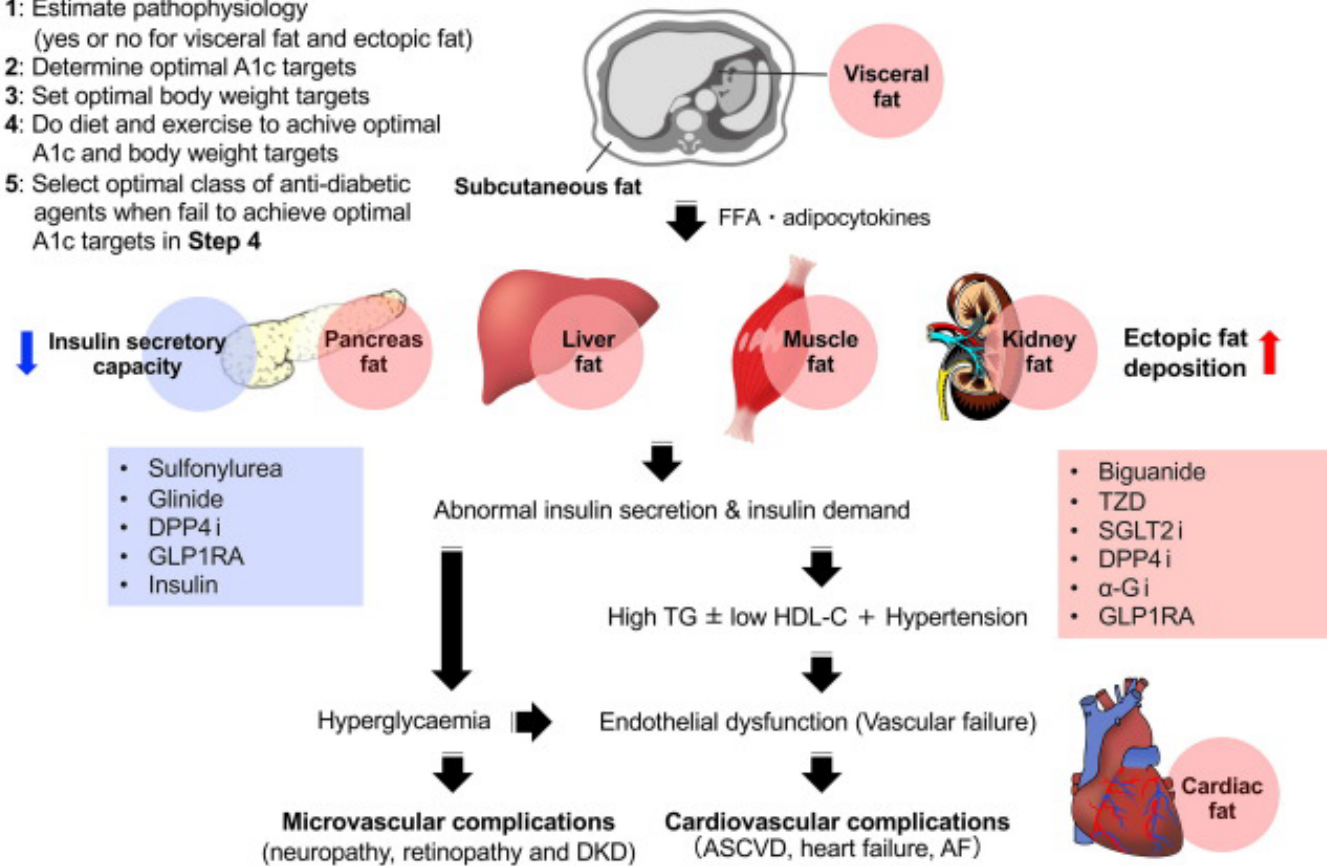 1: Estimate pathophysiology
(yes or no for visceral fat and ectopic fat)
2: Determine optimal A1c targets
3: Set optimal body weight targets
4: Do diet and exercise to achive optimal
A1c and body weight targets
5: Select optimal class of anti-diabetic
agents when fail to achieve optimal
A1c targets in Step 4
Visceral
fat
Subcutaneous fat
FFA・adipocytokines
Insulin secretory
capacity
Pancreas
fat
Liver
fat
Muscle
fat
Kidney
fat
Ectopic fat
deposition
• Sulfonylurea
• Glinide
• DPP4i
• GLP1RA
• Insulin
Abnormal insulin secretion & insulin demand
• Biguanide
• TZD
• SGLT2i
• DPP4i
• α-Gi
• GLP1RA
High TG ± low HDL-C + Hypertension
Hyperglycaemia
Endothelial dysfunction (Vascular failure)
Microvascular complications
(neuropathy, retinopathy and DKD)
Cardiovascular complications
(ASCVD, heart failure, AF)
Cardiac
fat